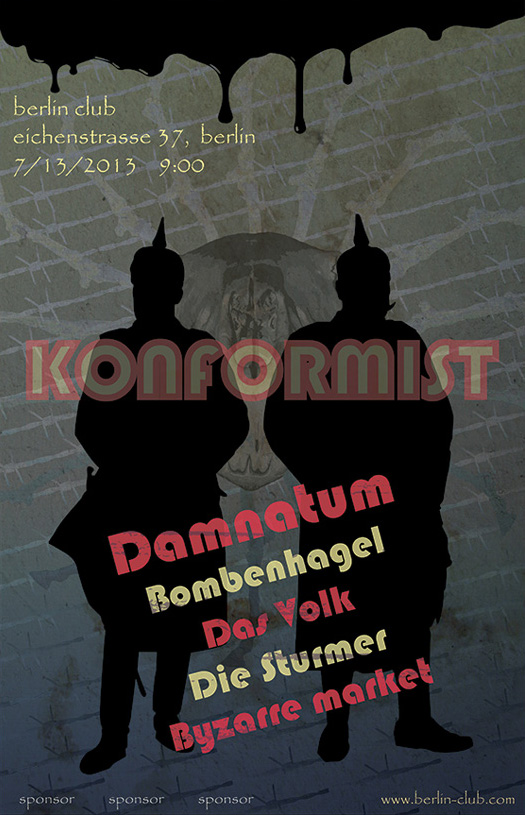 berlin club
eichenstrasse 37, berlin
7/13/2013 9:00
KONFORMIST
Damnatum
Bombenhagel
Das Volk
Die Sturmer
Byzarre market
sponsor sponsor sponsor www.berlin-club.com